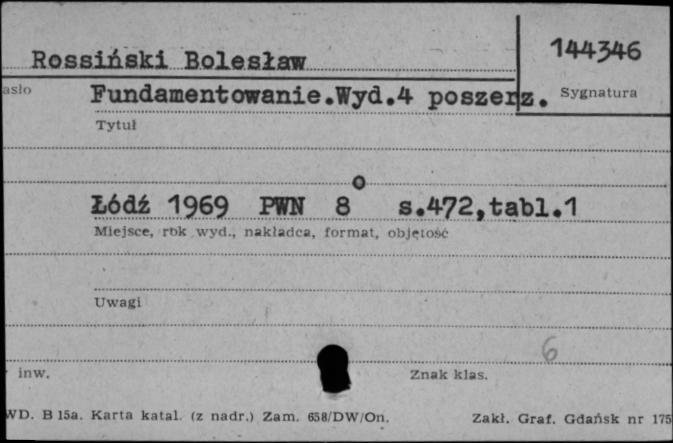 144346
Rossiński Bolesław
asło Fundamentowanie.Wyd.4 poszerz. Sygnatura
Tytuł
Łódź 1969 PWN 8° s.472,tabl.1
Miejsce, rok wyd., nakładca, format, objętość
Uwagi
6
inw. Znak klas.
WD. B 15a. Karta katal. (z nadr.) Zam. 658/DW/On. Zakł. Graf. Gdańsk nr 175